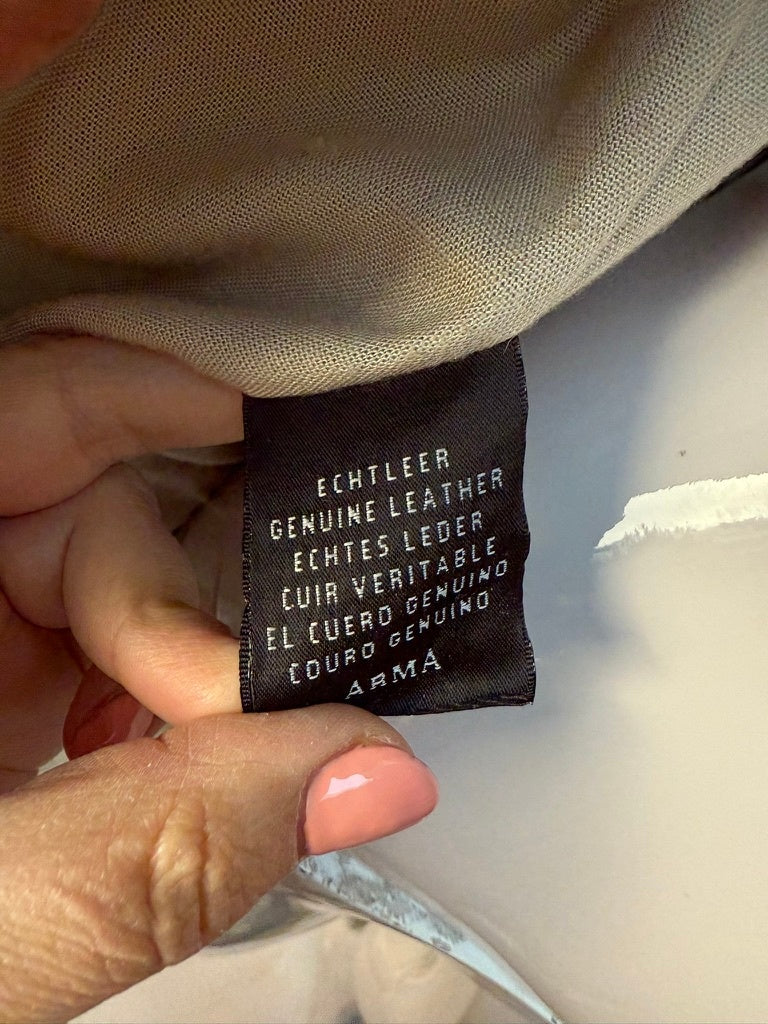 ECHTLEER
GENUINE LEATHER
ECHTES LEDER
CUIR VERITABLE
EL CUERO GENUINO
COURO GENUINO
ARMA